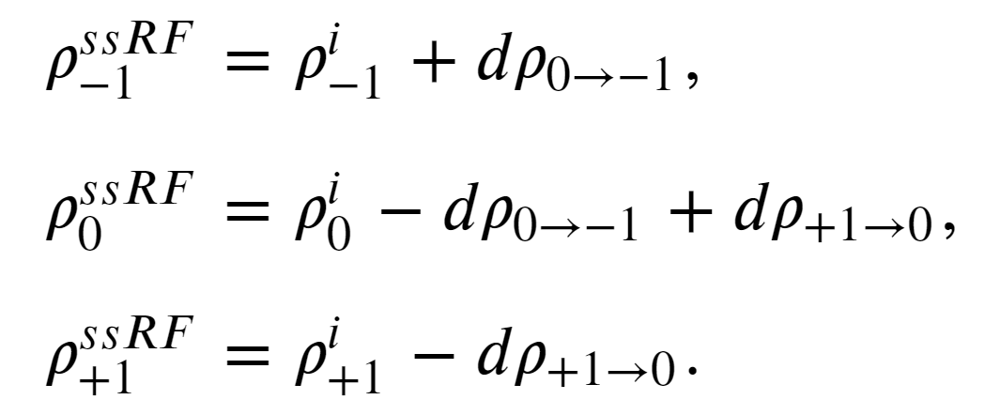 ρ_{-1}^{ssRF} = ρ_{-1}^{i} + dρ_{0→-1},
ρ_{0}^{ssRF} = ρ_{0}^{i} - dρ_{0→-1} + dρ_{+1→0},
ρ_{+1}^{ssRF} = ρ_{+1}^{i} - dρ_{+1→0}.